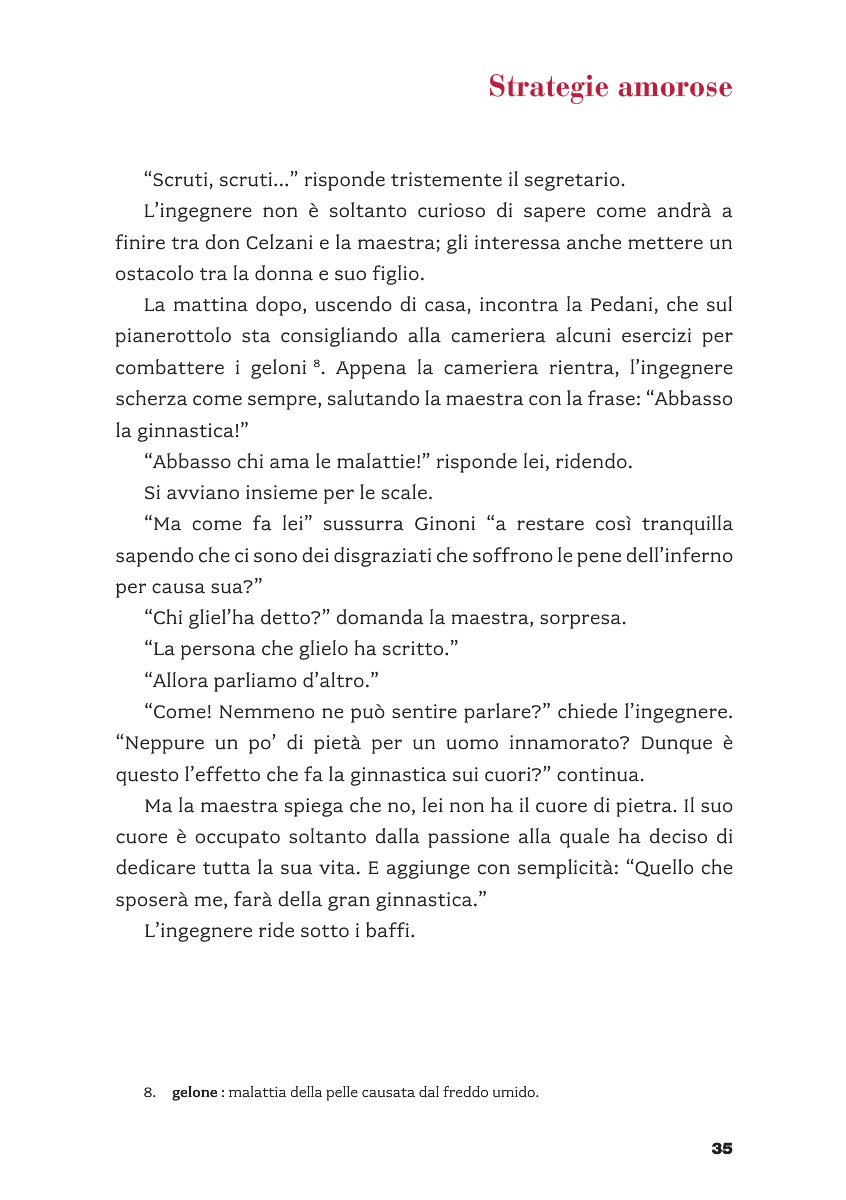 Strategie amorose
“Scruti, scruti...” risponde tristemente il segretario.
L’ingegnere non è soltanto curioso di sapere come andrà a
finire tra don Celzani e la maestra; gli interessa anche mettere un
ostacolo tra la donna e suo figlio.
La mattina dopo, uscendo di casa, incontra la Pedani, che sul
pianerottolo sta consigliando alla cameriera alcuni esercizi per
combattere i geloni ⁸. Appena la cameriera rientra, l’ingegnere
scherza come sempre, salutando la maestra con la frase: “Abbasso
la ginnastica!”
“Abbasso chi ama le malattie!” risponde lei, ridendo.
Si avviano insieme per le scale.
“Ma come fa lei” sussurra Ginoni “a restare così tranquilla
sapendo che ci sono dei disgraziati che soffrono le pene dell’inferno
per causa sua?”
“Chi gliel’ha detto?” domanda la maestra, sorpresa.
“La persona che glielo ha scritto.”
“Allora parliamo d’altro.”
“Come! Nemmeno ne può sentire parlare?” chiede l’ingegnere.
“Neppure un po’ di pietà per un uomo innamorato? Dunque è
questo l’effetto che fa la ginnastica sui cuori?” continua.
Ma la maestra spiega che no, lei non ha il cuore di pietra. Il suo
cuore è occupato soltanto dalla passione alla quale ha deciso di
dedicare tutta la sua vita. E aggiunge con semplicità: “Quello che
sposerà me, farà della gran ginnastica.”
L’ingegnere ride sotto i baffi.
8. gelone : malattia della pelle causata dal freddo umido.
35